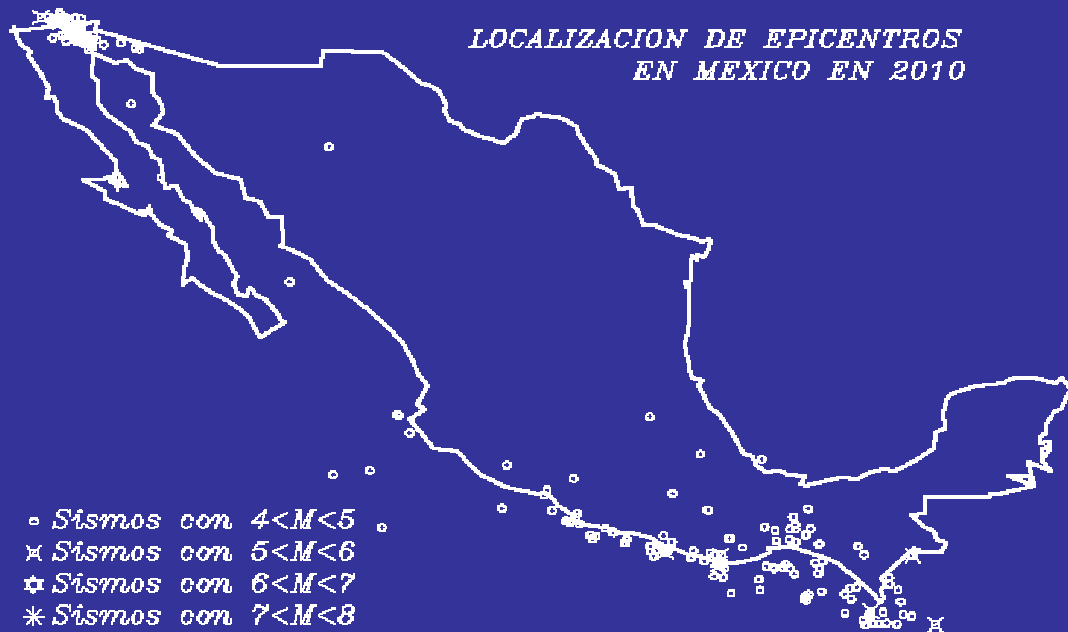 LOCALIZACION DE EPICENTROS
EN MEXICO EN 2010
Sismos con 4<M<5
Sismos con 5<M<6
Sismos con 6<M<7
Sismos con 7<M<8